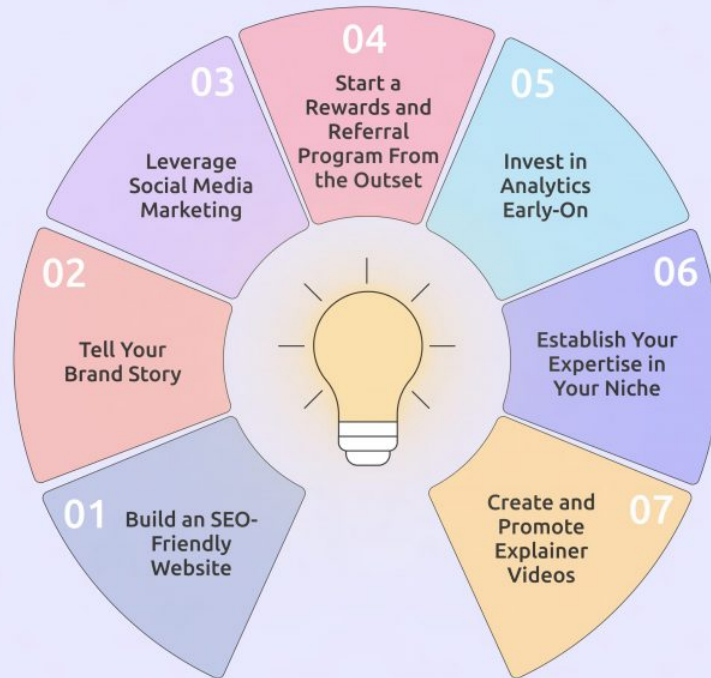 01
Build an SEO-
Friendly
Website
02
Tell Your
Brand Story
03
Leverage
Social Media
Marketing
04
Start a
Rewards and
Referral
Program From
the Outset
05
Invest in
Analytics
Early-On
06
Establish Your
Expertise in
Your Niche
07
Create and
Promote
Explainer
Videos